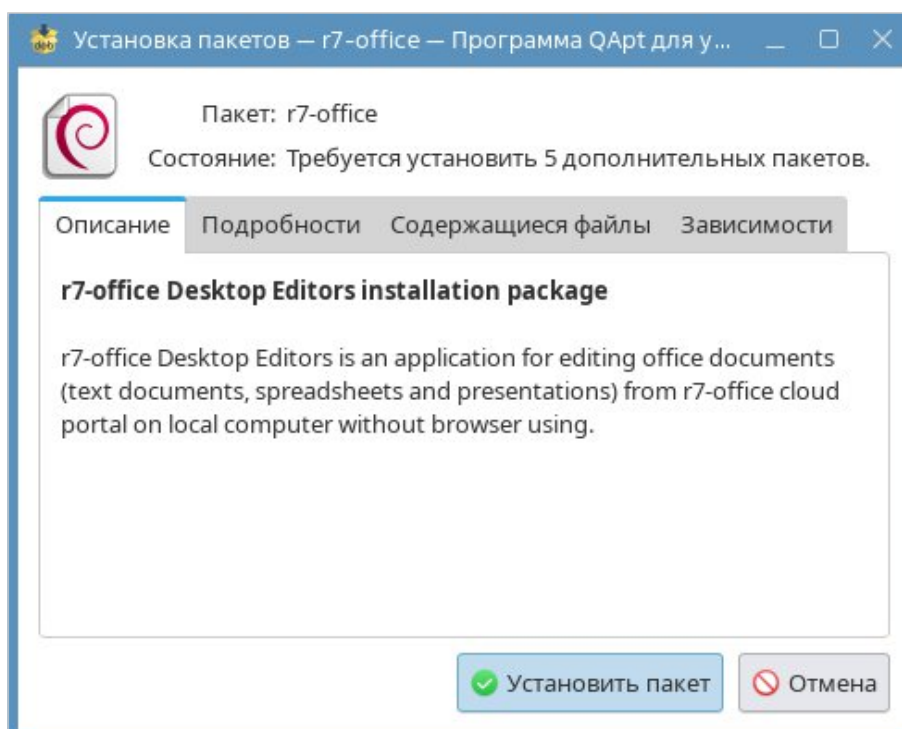 Установка пакетов — r7-office — Программа QApt для у...
Пакет: r7-office
Состояние: Требуется установить 5 дополнительных пакетов.
Описание Подробности Содержащиеся файлы Зависимости
r7-office Desktop Editors installation package
r7-office Desktop Editors is an application for editing office documents
(text documents, spreadsheets and presentations) from r7-office cloud
portal on local computer without browser using.
Установить пакет Отмена